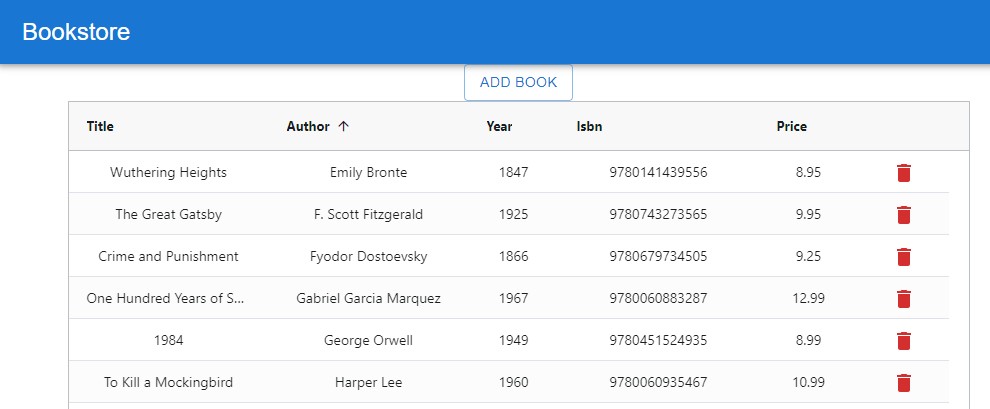 Bookstore
ADD BOOK
Title Author ↑ Year Isbn Price
Wuthering Heights Emily Bronte 1847 9780141439556 8.95
The Great Gatsby F. Scott Fitzgerald 1925 9780743273565 9.95
Crime and Punishment Fyodor Dostoevsky 1866 9780679734505 9.25
One Hundred Years of S... Gabriel Garcia Marquez 1967 9780060883287 12.99
1984 George Orwell 1949 9780451524935 8.99
To Kill a Mockingbird Harper Lee 1960 9780060935467 10.99